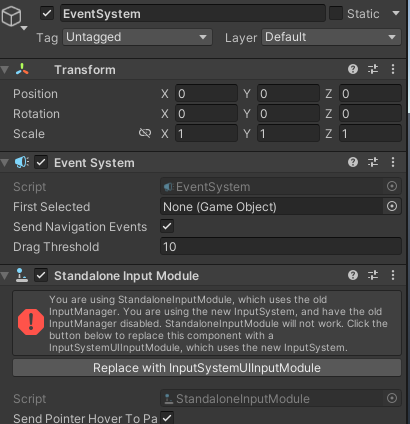 EventSystem Static
Tag Untagged Layer Default
Transform
Position X 0 Y 0 Z 0
Rotation X 0 Y 0 Z 0
Scale X 1 Y 1 Z 1
Event System
Script EventSystem
First Selected None (Game Object)
Send Navigation Events
Drag Threshold 10
Standalone Input Module
You are using StandaloneInputModule, which uses the old
InputManager. You are using the new InputSystem, and have the old
InputManager disabled. StandaloneInputModule will not work. Click the
button below to replace this component with a
InputSystemUIInputModule, which uses the new InputSystem.
Replace with InputSystemUIInputModule
Script StandaloneInputModule
Send Pointer Hover To Pa